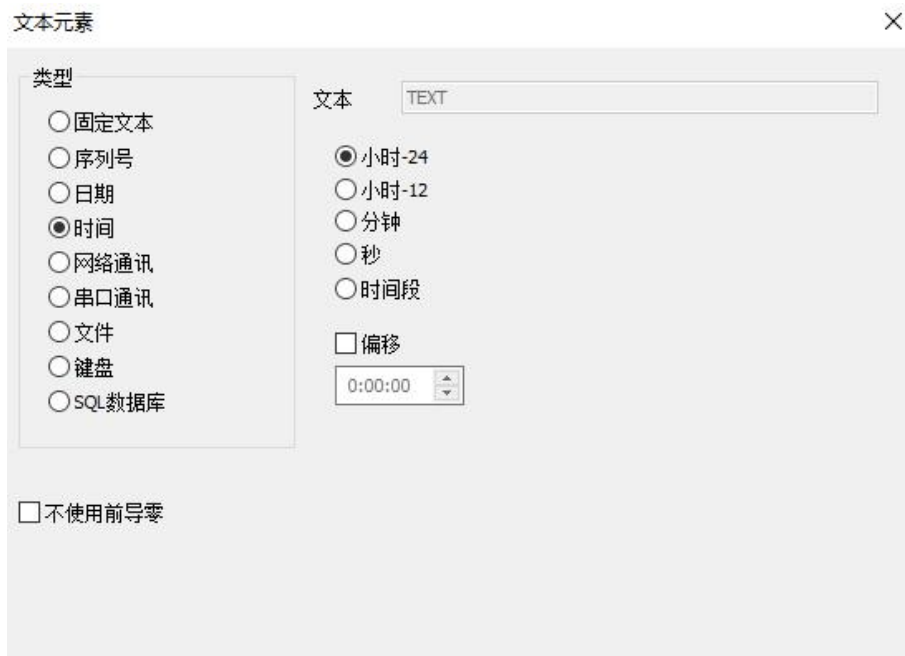 文本元素
类型
固定文本
序列号
日期
时间
网络通讯
串口通讯
文件
键盘
SQL数据库
文本 TEXT
小时-24
小时-12
分钟
秒
时间段
偏移
0:00:00
不使用前导零